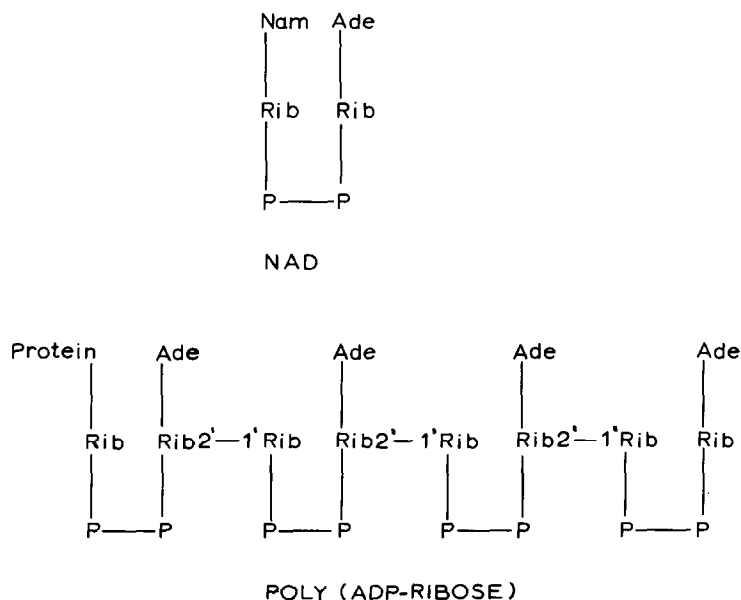 Nam Ade
Rib Rib
P P
NAD
Protein Ade Ade Ade Ade
Rib Rib2'—1'Rib Rib2'—1'Rib Rib2'—1'Rib Rib
P P P P P P P P
POLY (ADP-RIBOSE)